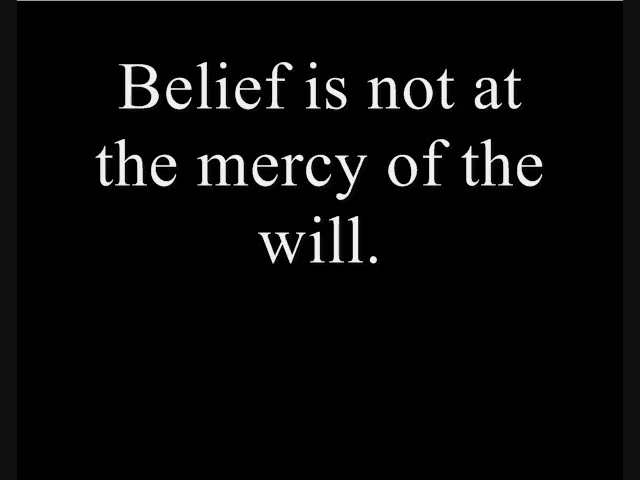 Belief is not at
the mercy of the
will.